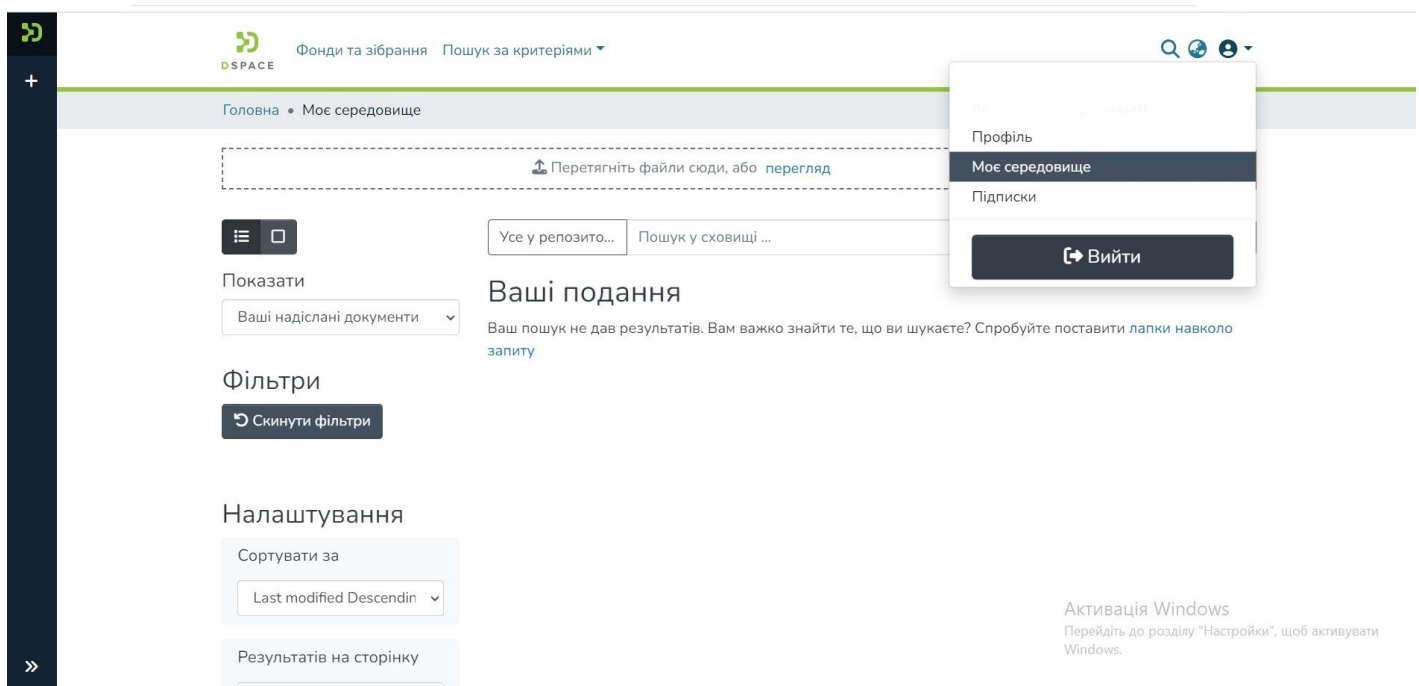 DSPACE
Фонди та зібрання Пошук за критеріями
Головна • Моє середовище
Профіль
Моє середовище
Підписки
Вийти
Перетягніть файли сюди, або перегляд
Усе у репозито... Пошук у сховищі ...
Показати
Ваші надіслані документи
Ваші подання
Ваш пошук не дав результатів. Вам важко знайти те, що ви шукаєте? Спробуйте поставити лапки навколо
запиту
Фільтри
Скинути фільтри
Налаштування
Сортувати за
Last modified Descendin
Результатів на сторінку
Активація Windows
Перейдіть до розділу "Настройки", щоб активувати
Windows.